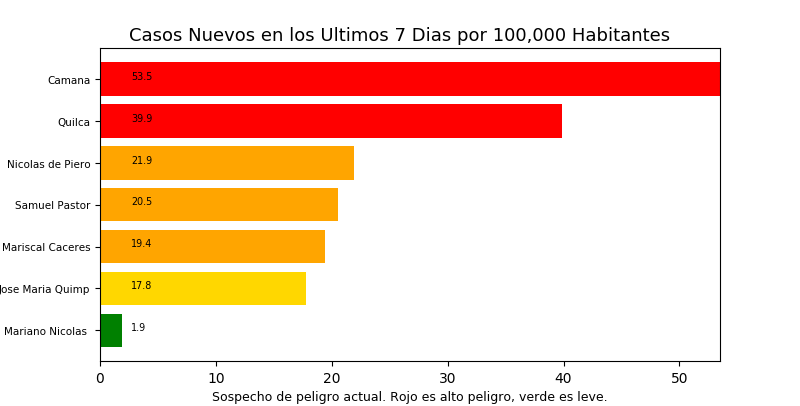 Casos Nuevos en los Ultimos 7 Dias por 100,000 Habitantes
Camana 53.5
Quilca 39.9
Nicolas de Piero 21.9
Samuel Pastor 20.5
Mariscal Caceres 19.4
Jose Maria Quimp 17.8
Mariano Nicolas 1.9
0 10 20 30 40 50
Sospecho de peligro actual. Rojo es alto peligro, verde es leve.